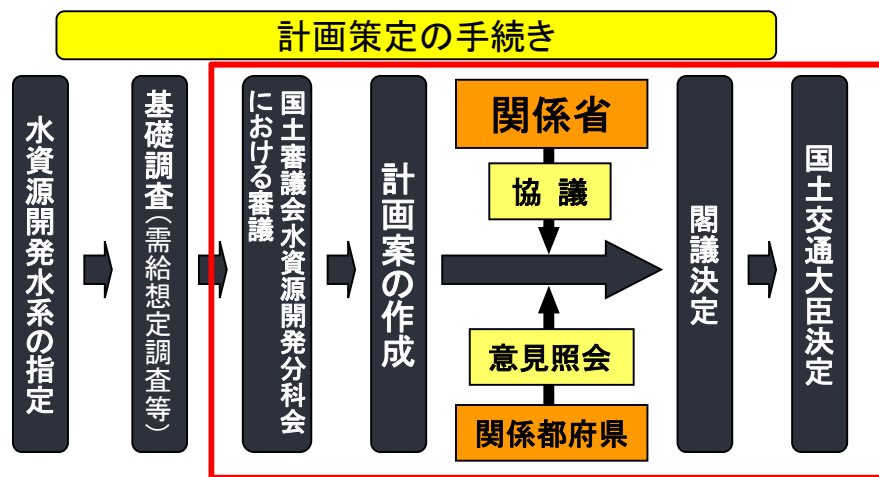 計画策定の手続き
水資源開発水系の指定
基礎調査(需給想定調査等)
国土審議会水資源開発分科会
における審議
計画案の作成
関係省
協 議
意見照会
関係都府県
閣議決定
国土交通大臣決定